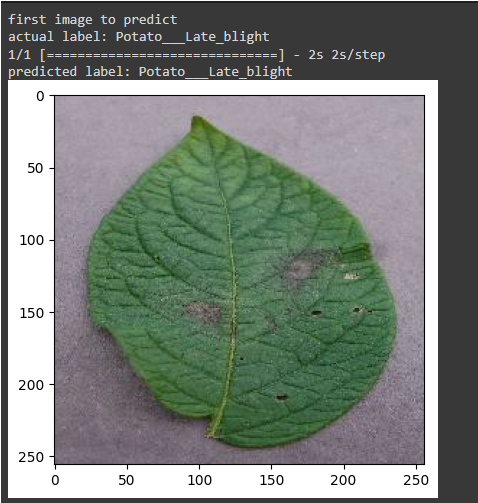 first image to predict
actual label: Potato___Late_blight
1/1 [==============================] - 2s 2s/step
predicted label: Potato___Late_blight
0
50
100
150
200
250
0 50 100 150 200 250